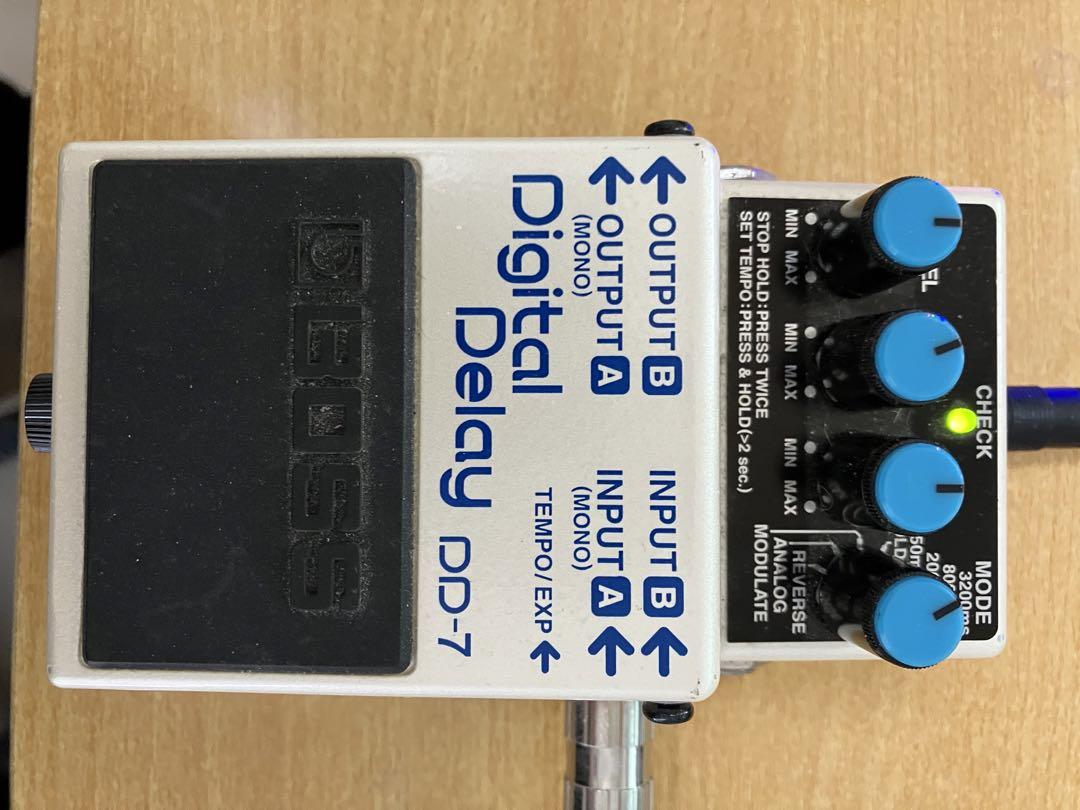 CHECK
MODE
3200ms
MIN MAX
MIN MAX
MIN MAX
REVERSE
ANALOG
MODULATE
STOP HOLD:PRESS TWICE
SET TEMPO:PRESS & HOLD(>2 sec.)
←OUTPUT B
INPUT B←
←OUTPUT A
(MONO)
INPUT A←
(MONO)
TEMPO/EXP←
Digital
Delay DD-7
BOSS